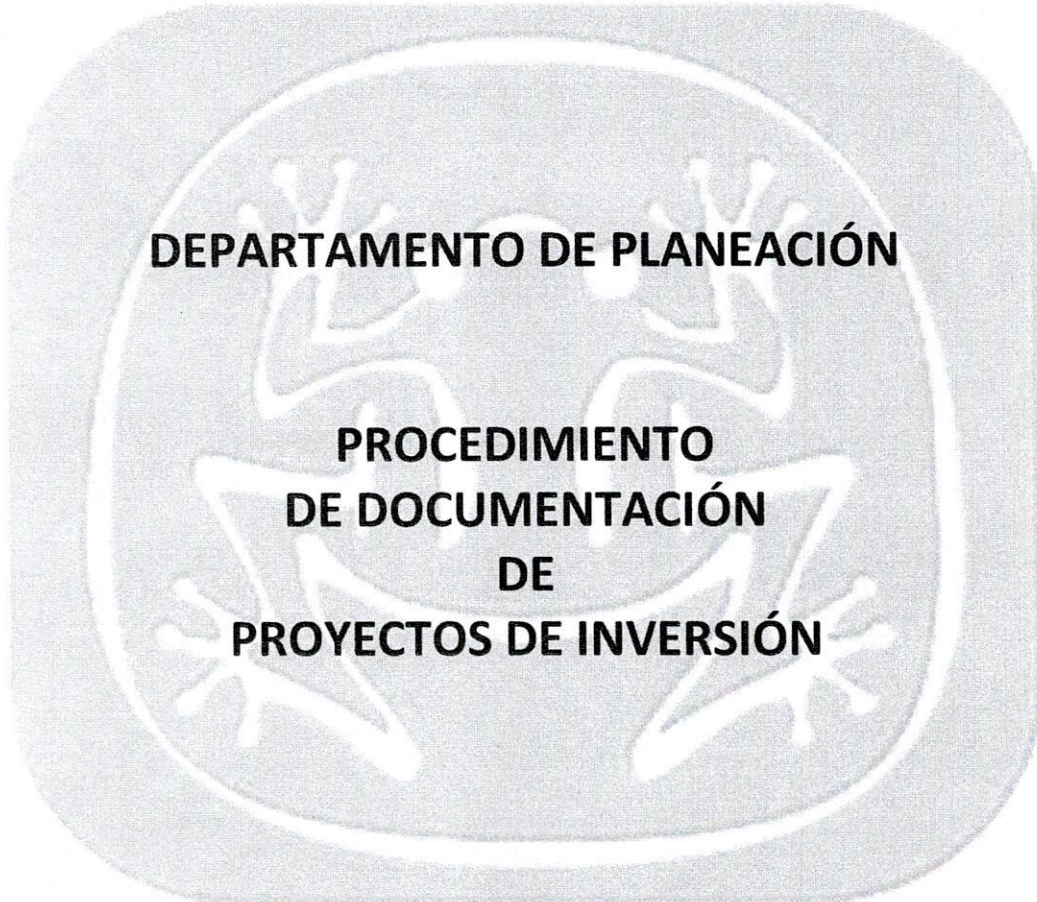 DEPARTAMENTO DE PLANEACIÓN
PROCEDIMIENTO
DE DOCUMENTACIÓN
DE
PROYECTOS DE INVERSIÓN